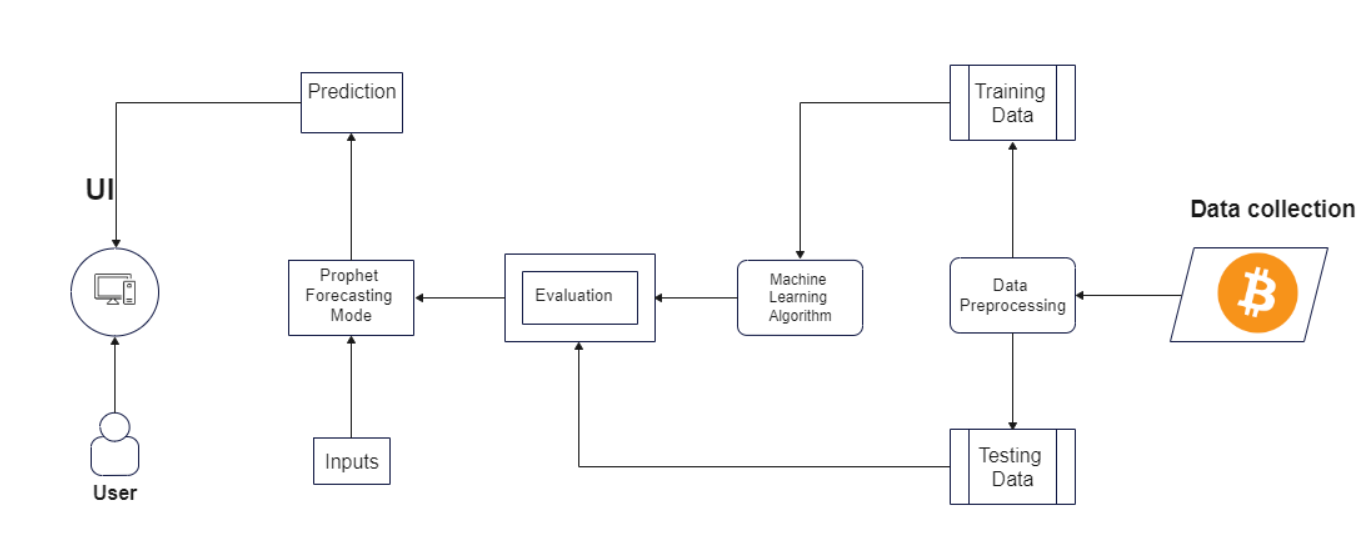 Prediction
Training
Data
UI
Data collection
Prophet
Forecasting
Mode
Evaluation
Machine
Learning
Algorithm
Data
Preprocessing
Inputs
Testing
Data
User